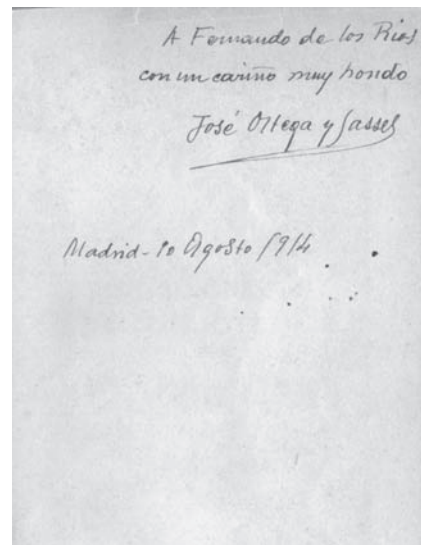 A Fernando de los Rios
con un cariño muy hondo
José Ortega y Gasset
Madrid - 10 Agosto 1914